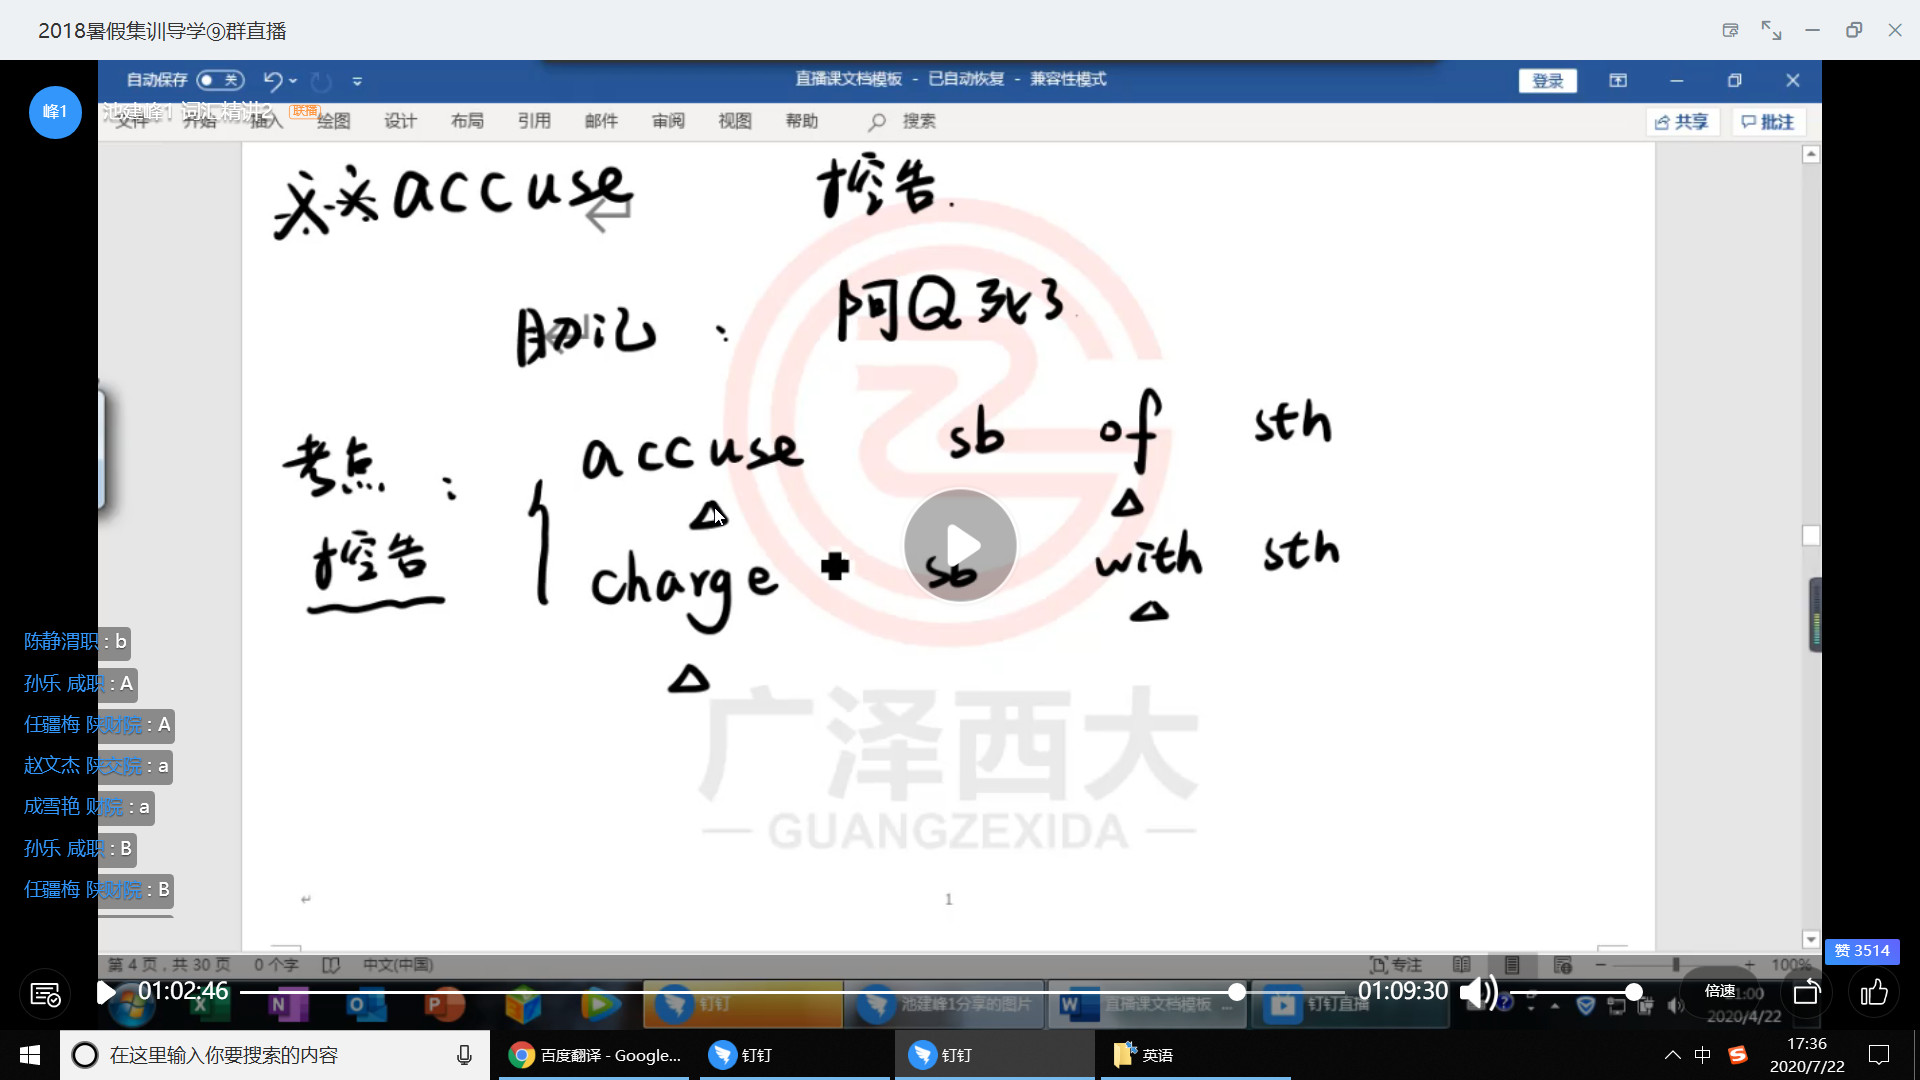 2018暑假集训导学⑨群直播
自动保存 关
直播课文档模板 - 已自动恢复 - 兼容性模式
登录
峰1
池建峰1 词汇精讲2 联播
文件 开始 插入 绘图 设计 布局 引用 邮件 审阅 视图 帮助 搜索
共享 批注
accuse 控告.
助记: 阿Q死了
考点: accuse sb of sth
控告 charge + sb with sth
陈静渭职 : b
孙乐 咸职 : A
任疆梅 陕财院 : A
赵文杰 陕交院 : a
成雪艳 财院 : a
孙乐 咸职 : B
任疆梅 陕财院 : B
广泽西大
— GUANGZEXIDA —
1
赞 3514
第 4 页，共 30 页 0 个字 中文(中国) 专注 100%
01:02:46 01:09:30 倍速
钉钉 池建峰1分享的图片 直播课文档模板 ... 钉钉直播
2020/4/22
在这里输入你要搜索的内容
百度翻译 - Google... 钉钉 钉钉 英语
中 17:36
2020/7/22